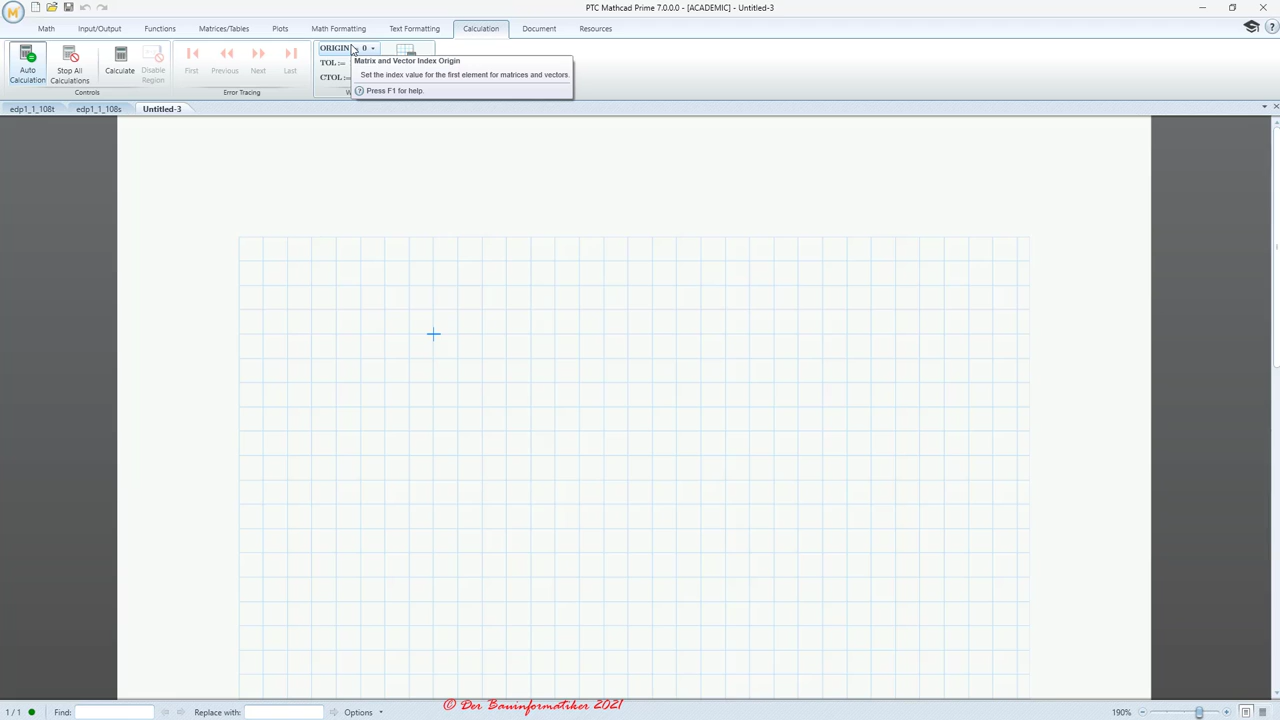 PTC Mathcad Prime 7.0.0.0 - [ACADEMIC] - Untitled-3
Math Input/Output Functions Matrices/Tables Plots Math Formatting Text Formatting Calculation Document Resources
Auto Calculation
Stop All Calculations
Calculate
Disable Region
Controls
First Previous Next Last
Error Tracing
ORIGIN 0
TOL :=
CTOL :=
Matrix and Vector Index Origin
Set the index value for the first element for matrices and vectors.
Press F1 for help.
edp1_1_108t edp1_1_108s Untitled-3
1 / 1 Find: Replace with: Options 190%
© Der Bauinformatiker 2021